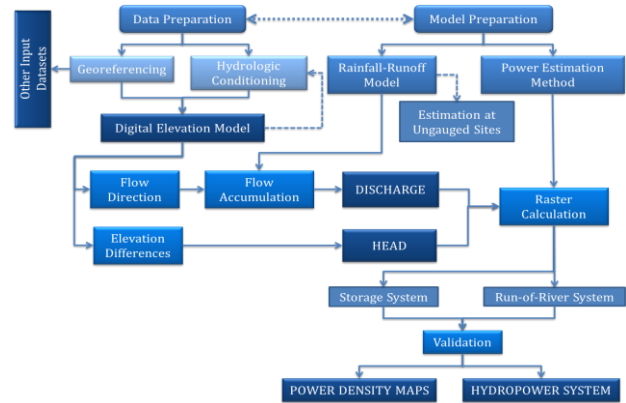 Data Preparation
Model Preparation
Other Input
Datasets
Georeferencing
Hydrologic
Conditioning
Rainfall-Runoff
Model
Power Estimation
Method
Estimation at
Ungauged Sites
Digital Elevation Model
Flow
Direction
Flow
Accumulation
DISCHARGE
Raster
Calculation
Elevation
Differences
HEAD
Storage System
Run-of-River System
Validation
POWER DENSITY MAPS
HYDROPOWER SYSTEM